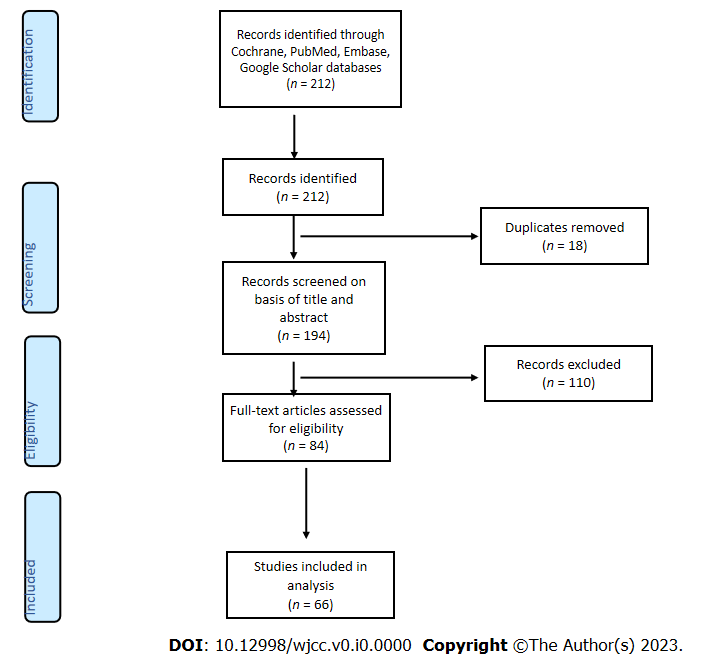 Identification
Records identified through
Cochrane, PubMed, Embase,
Google Scholar databases
(n = 212)
Records identified
(n = 212)
Duplicates removed
(n = 18)
Screening
Records screened on
basis of title and
abstract
(n = 194)
Records excluded
(n = 110)
Eligibility
Full-text articles assessed
for eligibility
(n = 84)
Included
Studies included in
analysis
(n = 66)
DOI: 10.12998/wjcc.v0.i0.0000 Copyright ©The Author(s) 2023.